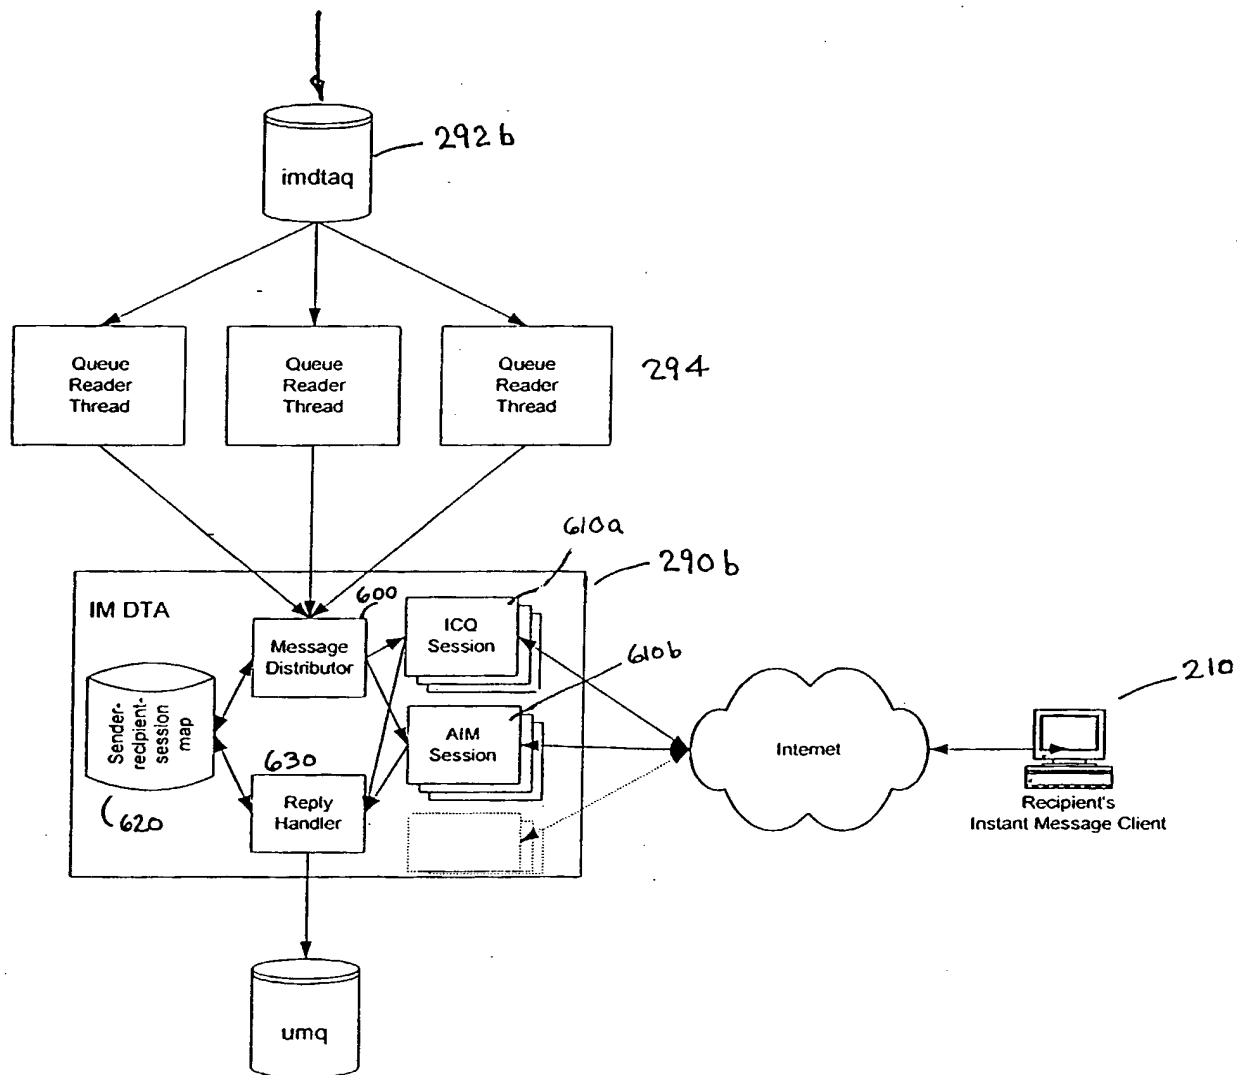 292b
imdtaq
Queue
Reader
Thread
Queue
Reader
Thread
Queue
Reader
Thread
294
610a
290b
IM DTA
600
Message
Distributor
ICQ
Session
610b
210
Sender-
recipient-
session
map
AIM
Session
Internet
630
Reply
Handler
620
Recipient's
Instant Message Client
umq